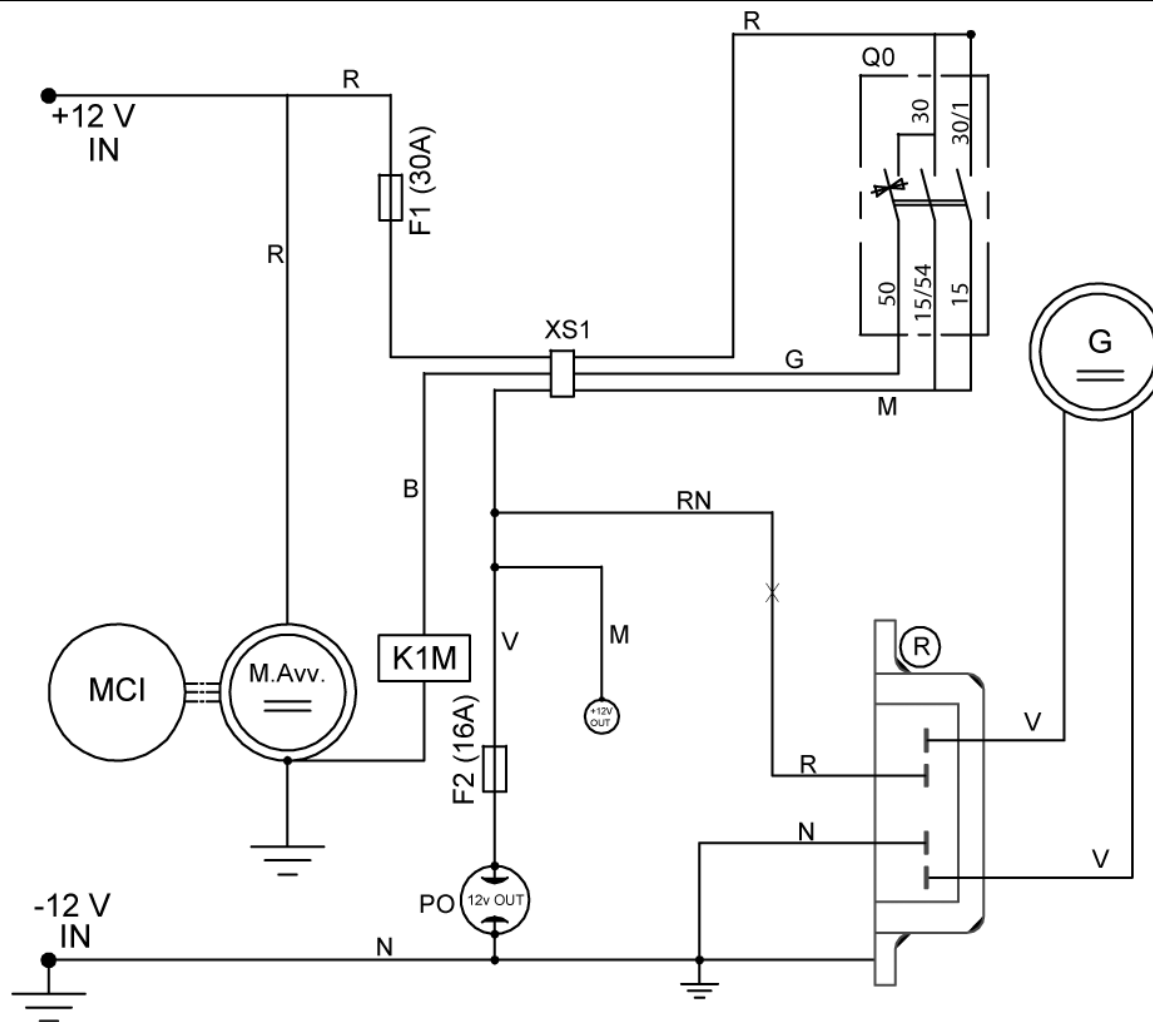 R
Q0
R
+12 V
IN
30
30/1
F1 (30A)
R
50
15/54
15
XS1
G
G
M
B
RN
MCI
M.Avv.
K1M
V
M
+12V
OUT
R
V
F2 (16A)
R
N
V
PO
12v OUT
-12 V
IN
N